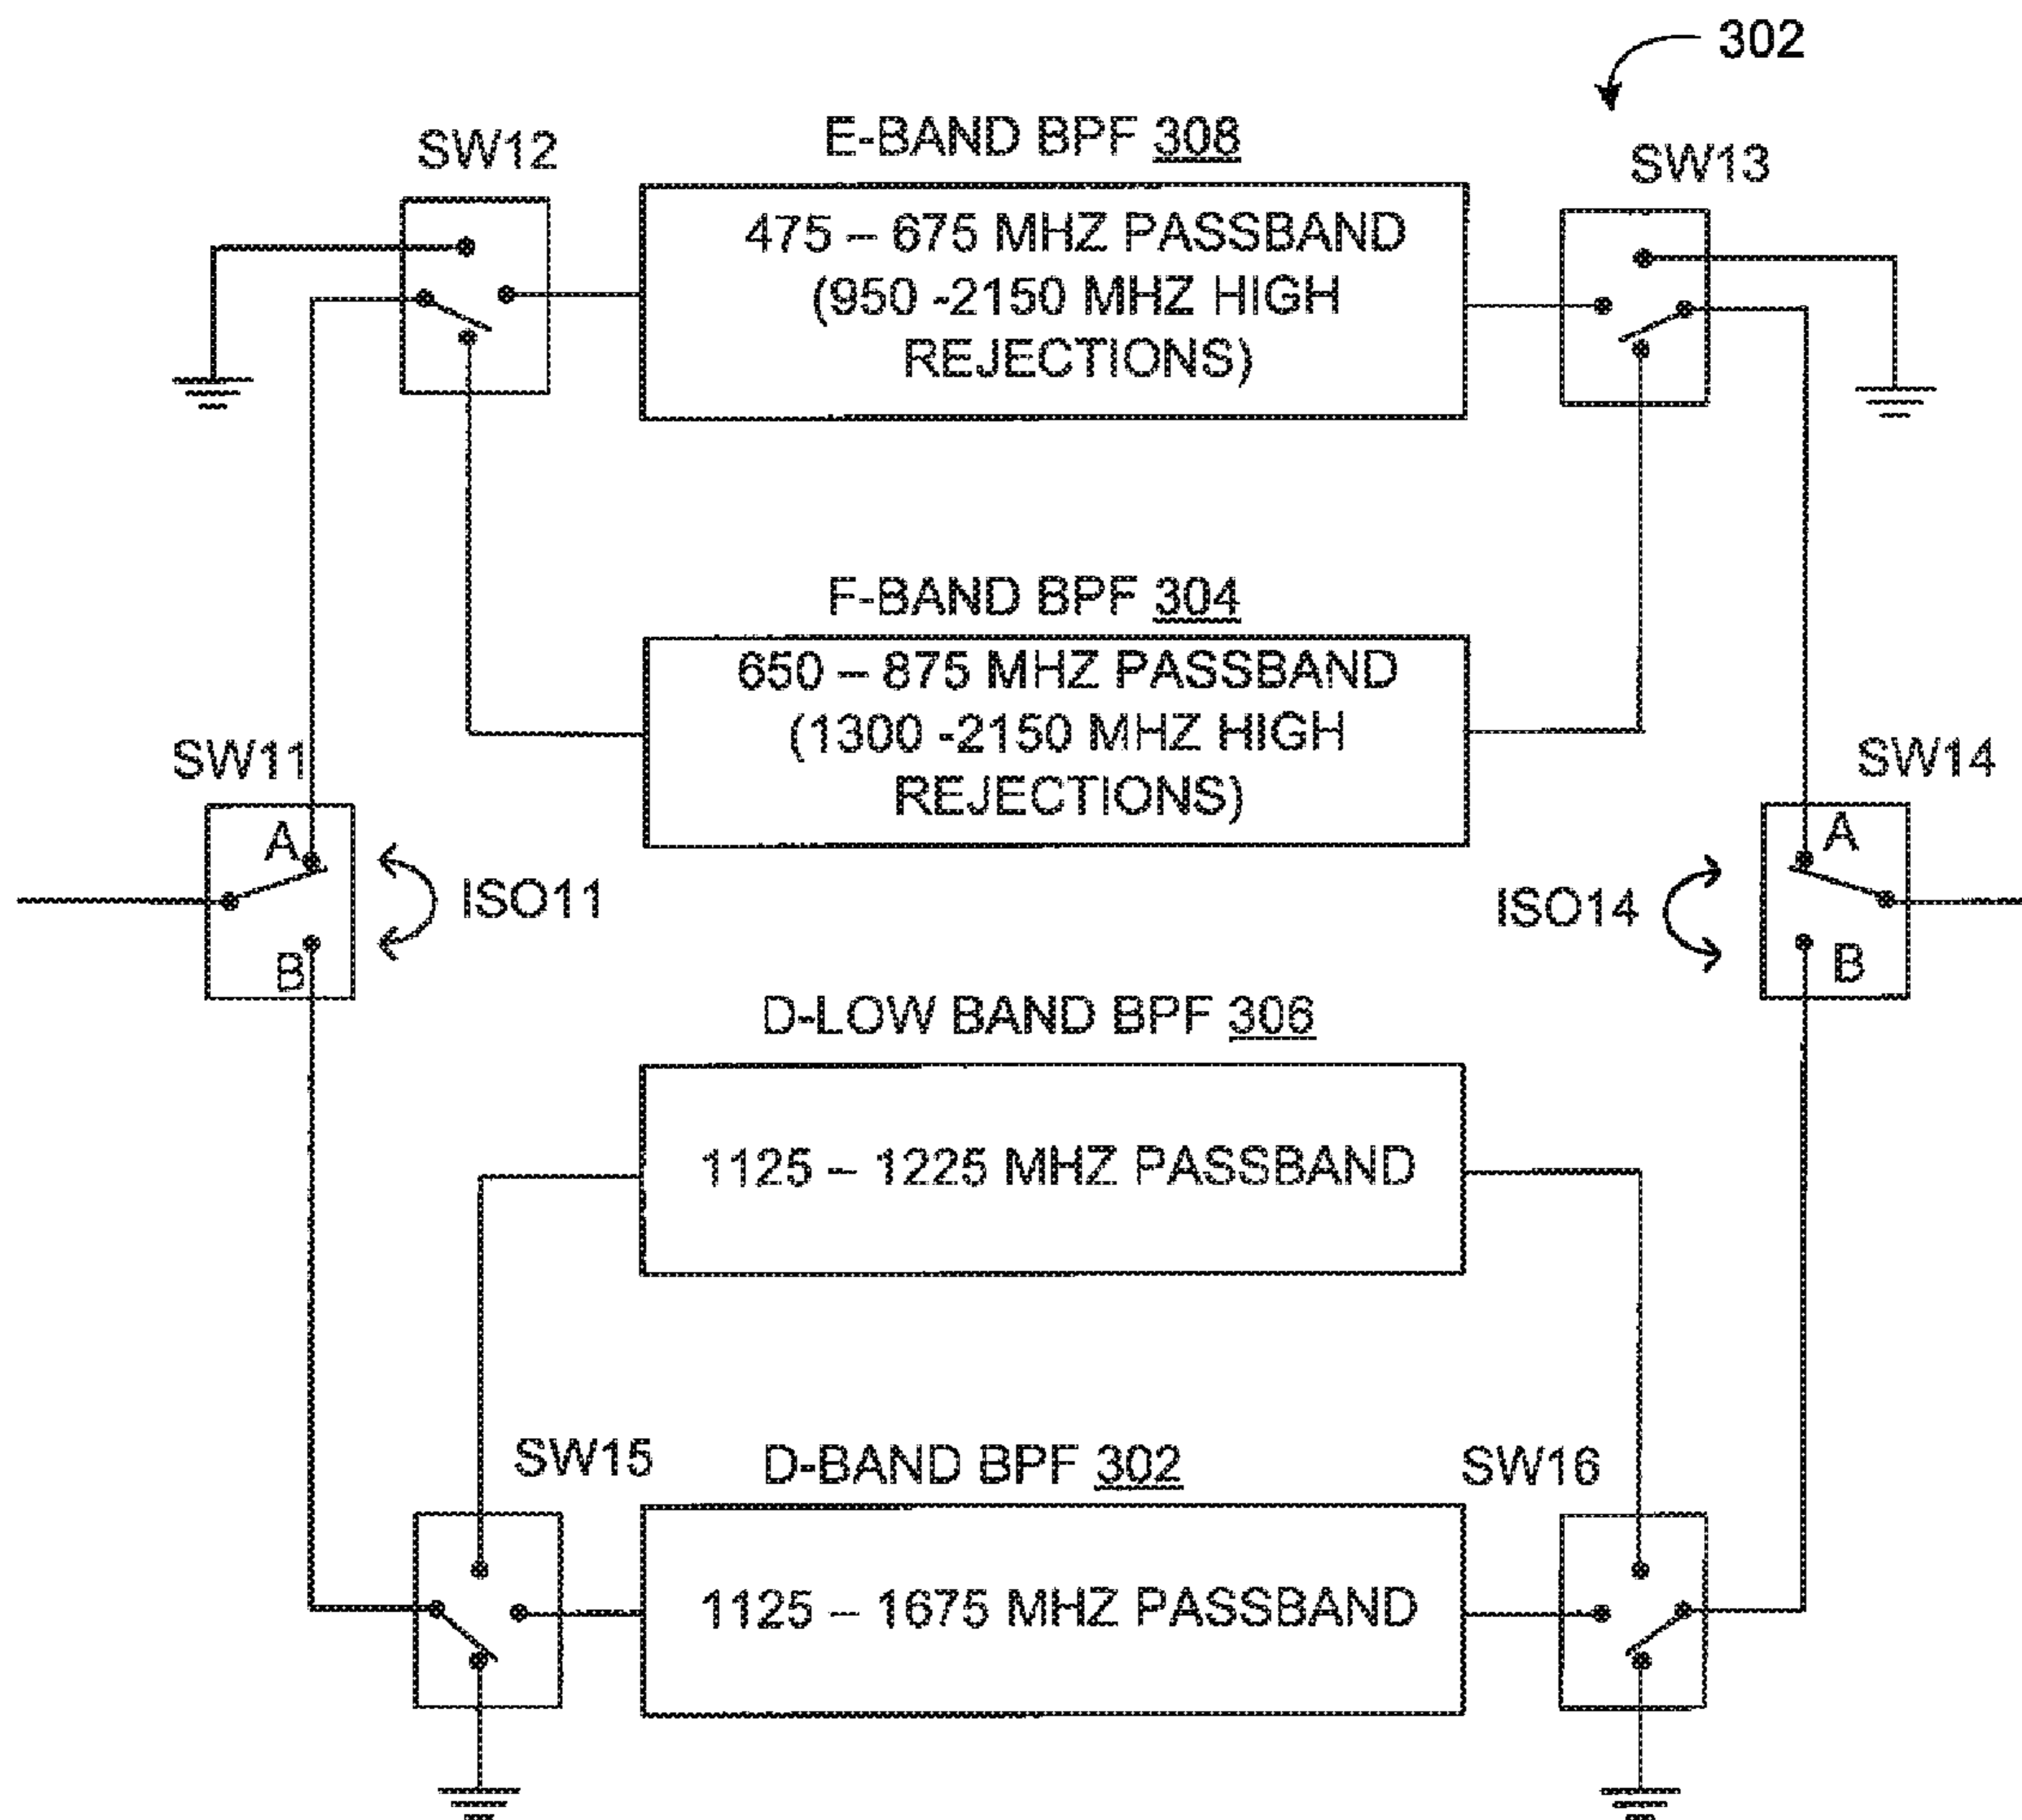 302
SW12
E-BAND BPF 308
SW13
475 – 675 MHZ PASSBAND
(950 -2150 MHZ HIGH
REJECTIONS)
F-BAND BPF 304
650 – 875 MHZ PASSBAND
(1300 -2150 MHZ HIGH
REJECTIONS)
SW11
SW14
A
A
ISO11
ISO14
B
B
D-LOW BAND BPF 306
1125 – 1225 MHZ PASSBAND
SW15
D-BAND BPF 302
SW16
1125 – 1675 MHZ PASSBAND